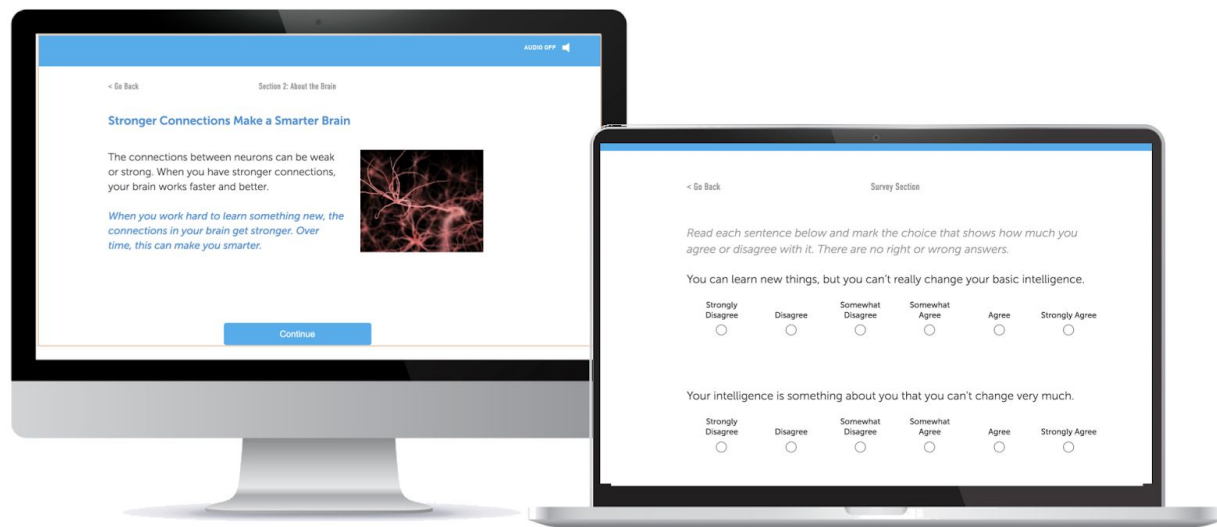 AUDIO OFF
< Go Back
Section 2: About the Brain
Stronger Connections Make a Smarter Brain
The connections between neurons can be weak
or strong. When you have stronger connections,
your brain works faster and better.
When you work hard to learn something new, the
connections in your brain get stronger. Over
time, this can make you smarter.
Continue
< Go Back
Survey Section
Read each sentence below and mark the choice that shows how much you
agree or disagree with it. There are no right or wrong answers.
You can learn new things, but you can't really change your basic intelligence.
Strongly Disagree
Disagree
Somewhat Disagree
Somewhat Agree
Agree
Strongly Agree
Your intelligence is something about you that you can't change very much.
Strongly Disagree
Disagree
Somewhat Disagree
Somewhat Agree
Agree
Strongly Agree